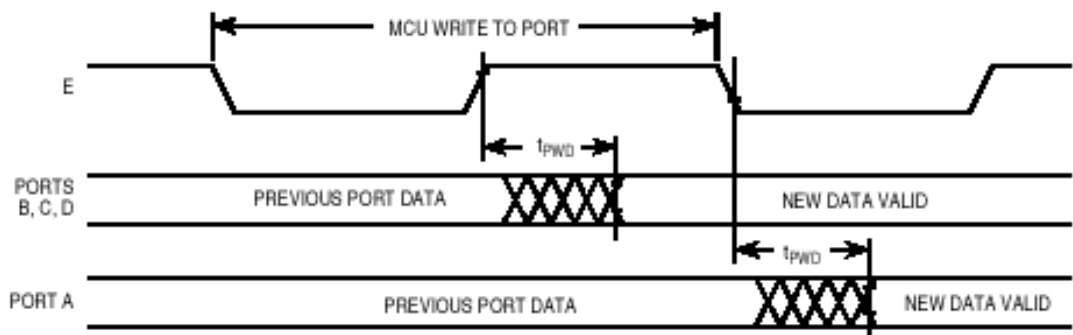 MCU WRITE TO PORT
E
tPWD
PORTS
B, C, D
PREVIOUS PORT DATA
NEW DATA VALID
tPWD
PORT A
PREVIOUS PORT DATA
NEW DATA VALID